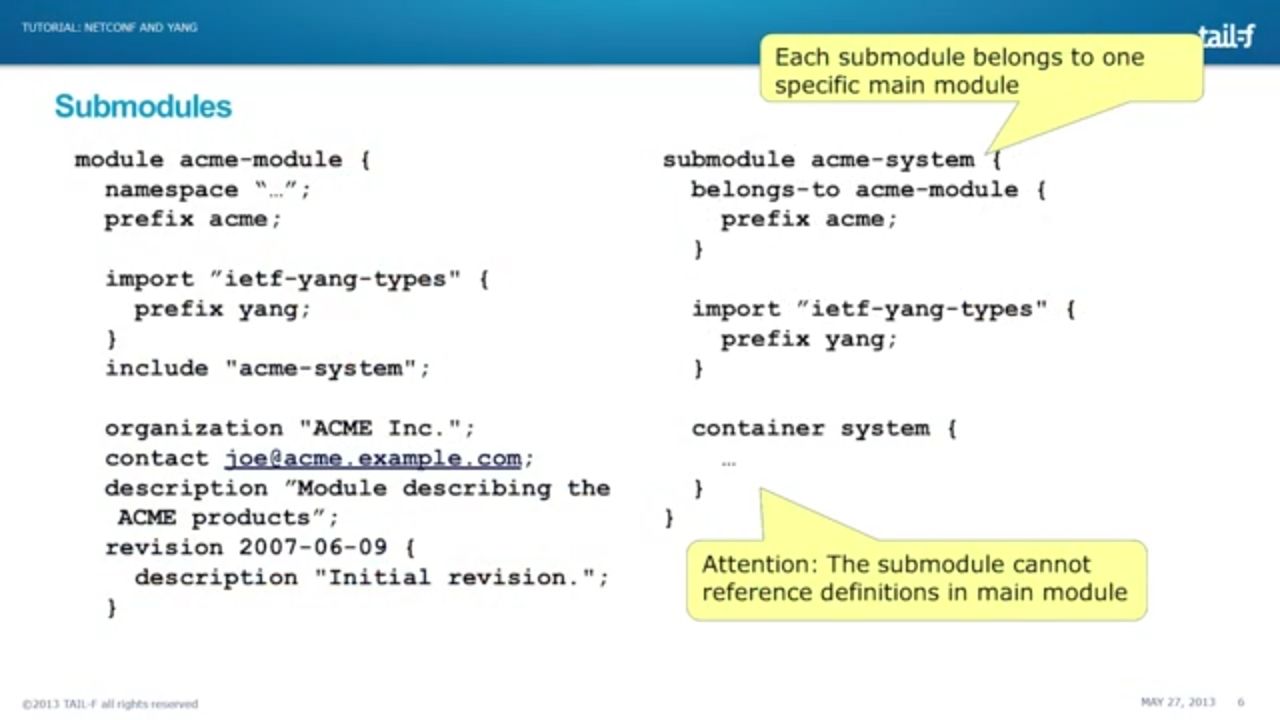 TUTORIAL: NETCONF AND YANG
tail-f
Each submodule belongs to one
specific main module
Submodules
module acme-module {
namespace “…”;
prefix acme;
import ”ietf-yang-types" {
prefix yang;
}
include "acme-system";
organization "ACME Inc.";
contact joe@acme.example.com;
description ”Module describing the
ACME products”;
revision 2007-06-09 {
description "Initial revision.";
}
submodule acme-system {
belongs-to acme-module {
prefix acme;
}
import ”ietf-yang-types" {
prefix yang;
}
container system {
…
}
}
Attention: The submodule cannot
reference definitions in main module
©2013 TAIL-F all rights reserved
MAY 27, 2013 6